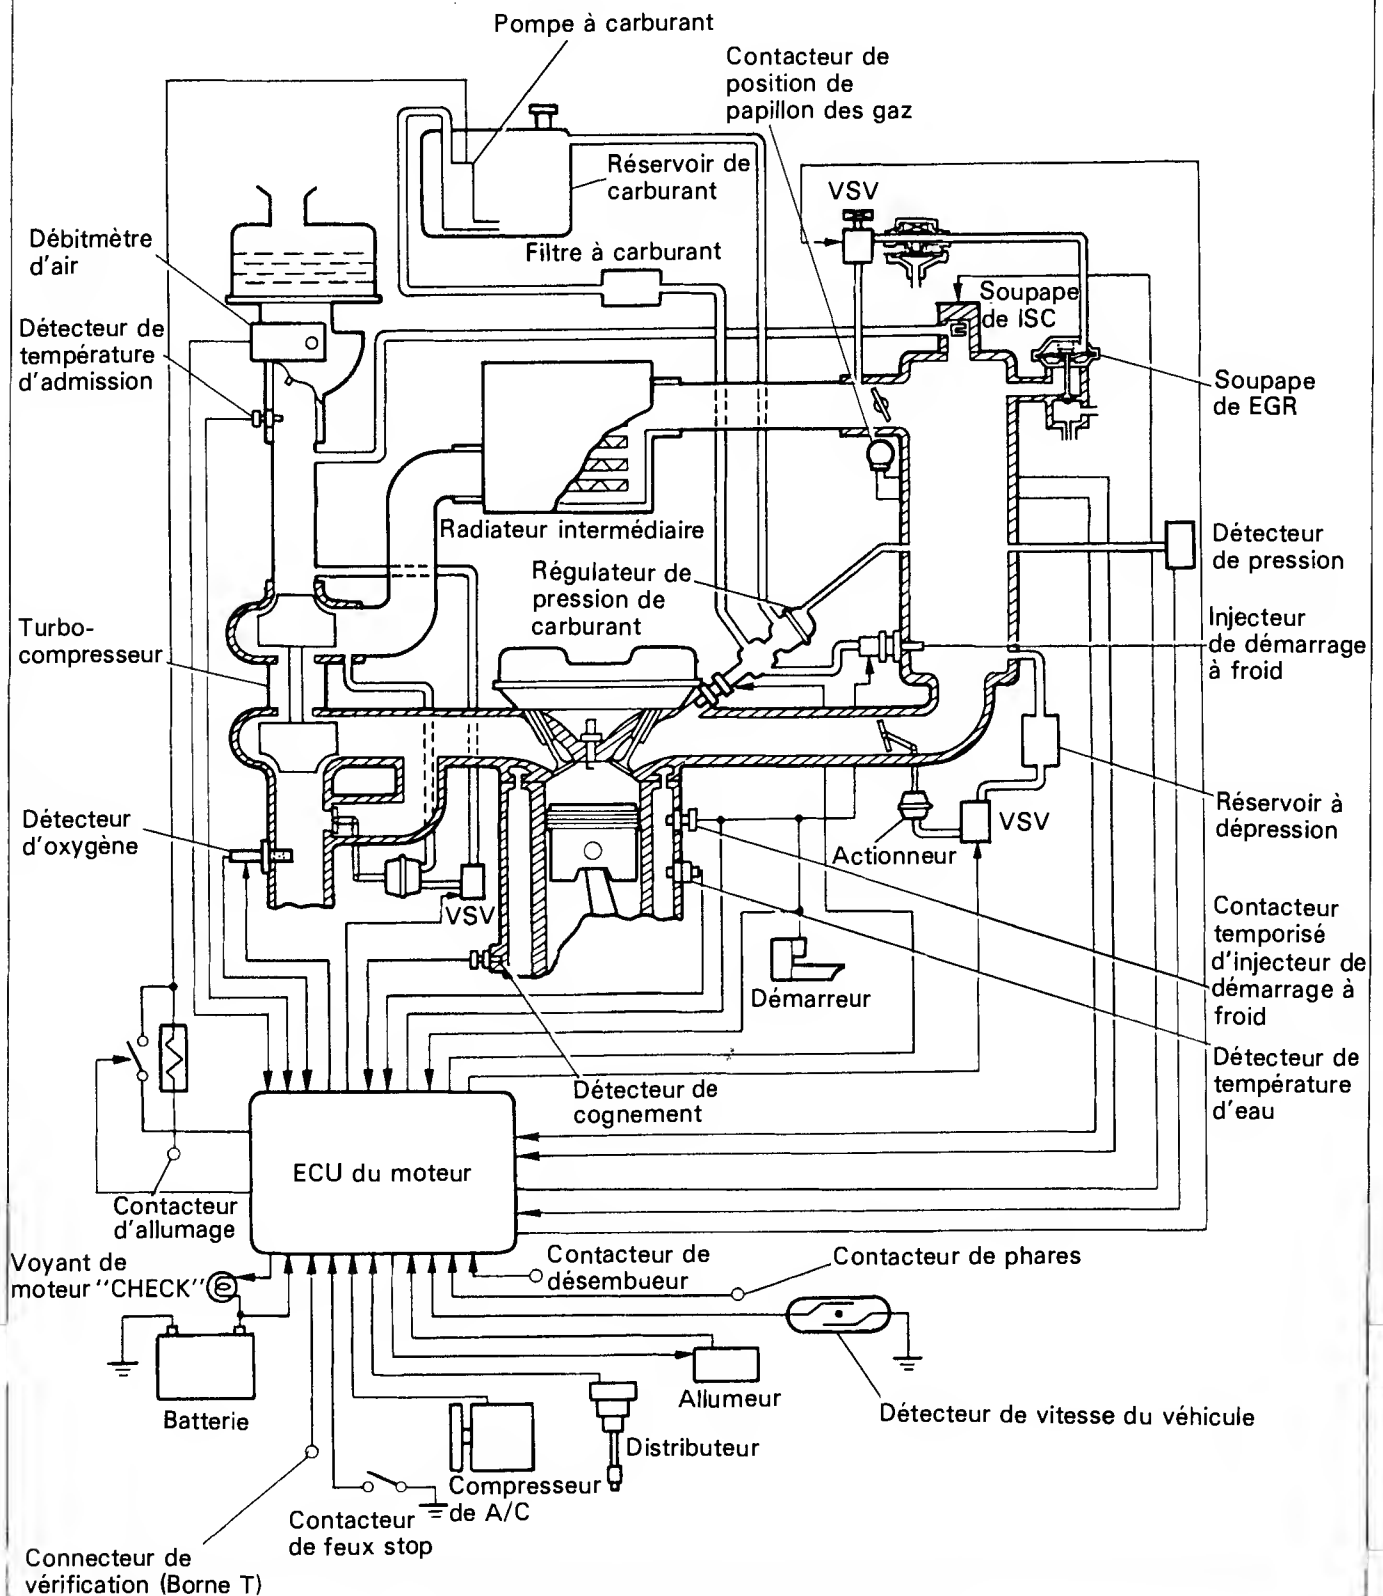 Pompe à carburant
Contacteur de
position de
papillon des gaz
Réservoir de
carburant
VSV
Débitmètre
d'air
Filtre à carburant
Soupape
de ISC
Détecteur de
température
d'admission
Soupape
de EGR
Radiateur intermédiaire
Détecteur
de pression
Régulateur de
pression de
carburant
Turbo-
compresseur
Injecteur
de démarrage
à froid
Réservoir à
dépression
Détecteur
d'oxygène
VSV
Actionneur
VSV
Contacteur
temporisé
d'injecteur de
démarrage à
froid
Démarreur
Détecteur de
température
d'eau
Détecteur de
cognement
ECU du moteur
Contacteur
d'allumage
Voyant de
moteur "CHECK"
Contacteur de
désembueur
Contacteur de phares
Batterie
Allumeur
Détecteur de vitesse du véhicule
Distributeur
Compresseur
de A/C
Contacteur
de feux stop
Connecteur de
vérification (Borne T)